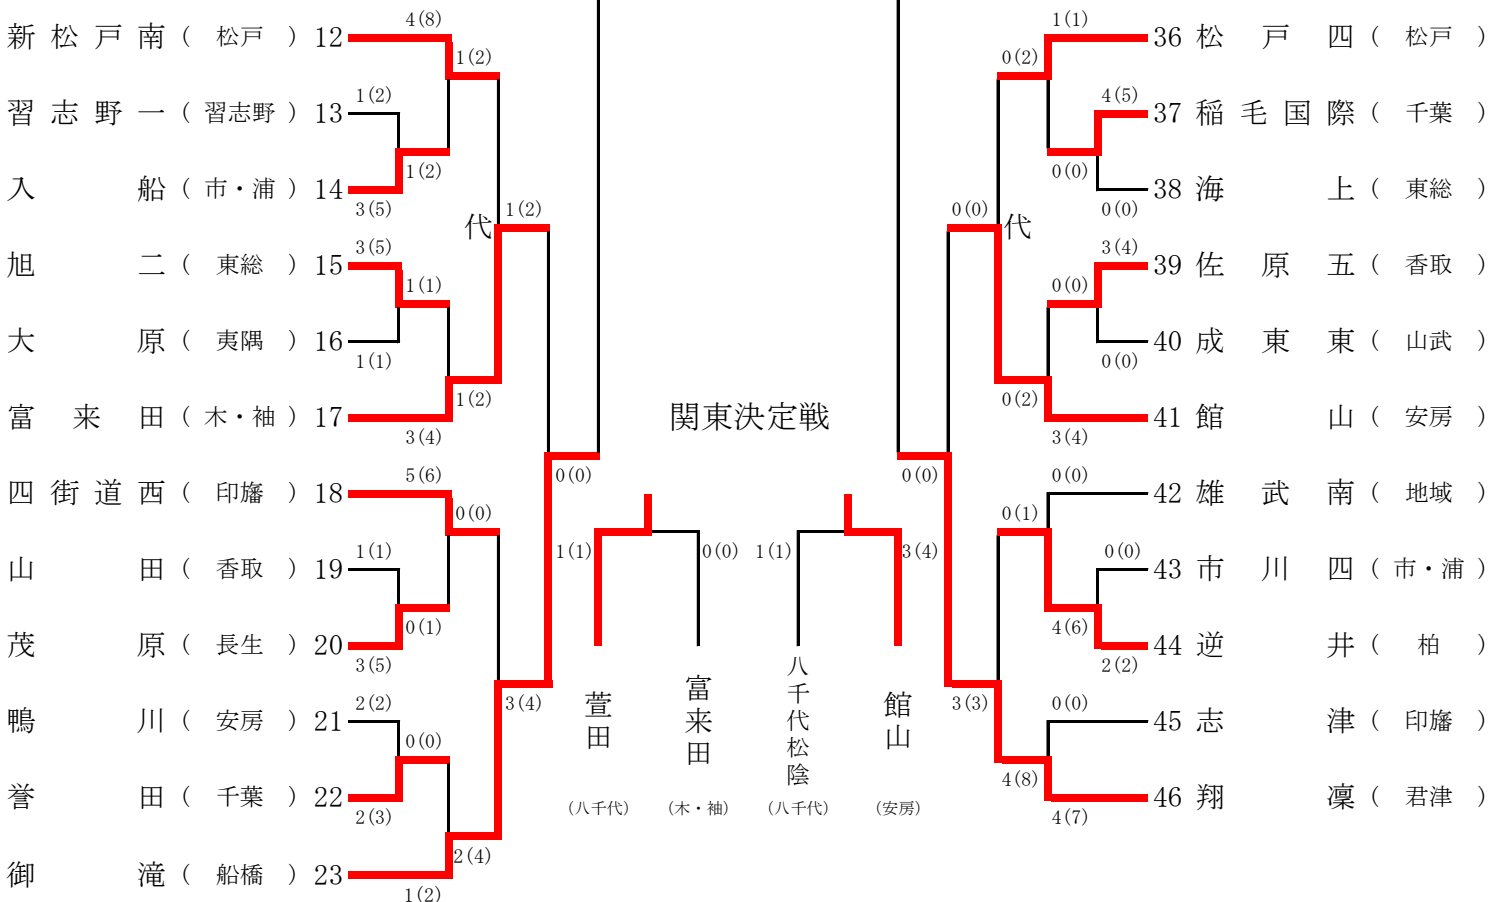 新松戸南（ 松戸 ）12
4(8)
1(2)
習志野一（ 習志野 ）13
1(2)
1(2)
入船（ 市・浦 ）14
3(5)
1(2)
代
旭二（ 東総 ）15
3(5)
1(1)
大原（ 夷隅 ）16
1(1)
1(2)
富来田（ 木・袖 ）17
3(4)
0(0)
四街道西（ 印旛 ）18
5(6)
0(0)
山田（ 香取 ）19
1(1)
0(1)
茂原（ 長生 ）20
3(5)
3(4)
鴨川（ 安房 ）21
2(2)
0(0)
誉田（ 千葉 ）22
2(3)
2(4)
御滝（ 船橋 ）23
1(2)
関東決定戦
1(1)
0(0)
1(1)
3(4)
萱田
富来田
八千代松陰
館山
（八千代）
（木・袖）
（八千代）
（安房）
1(1)
36 松戸四（ 松戸 ）
0(2)
4(5)
37 稲毛国際（ 千葉 ）
0(0)
38 海上（ 東総 ）
0(0)
0(0)
代
3(4)
39 佐原五（ 香取 ）
0(0)
40 成東東（ 山武 ）
0(0)
0(2)
41 館山（ 安房 ）
3(4)
0(0)
0(0)
42 雄武南（ 地域 ）
0(1)
0(0)
43 市川四（ 市・浦 ）
4(6)
44 逆井（ 柏 ）
2(2)
3(3)
0(0)
45 志津（ 印旛 ）
4(8)
46 翔凜（ 君津 ）
4(7)